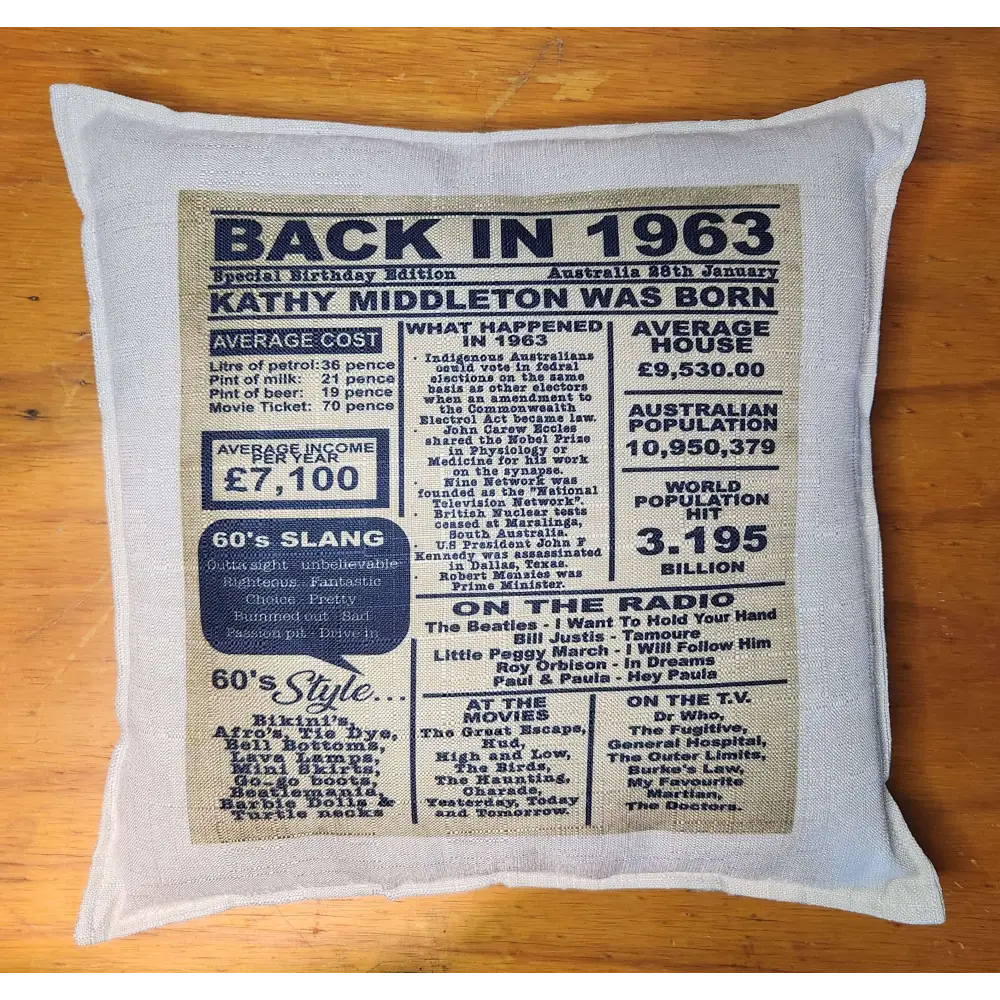 BACK IN 1963
Special Birthday Edition Australia 28th January
KATHY MIDDLETON WAS BORN
AVERAGE COST
Litre of petrol: 36 pence
Pint of milk: 21 pence
Pint of beer: 19 pence
Movie Ticket: 70 pence
AVERAGE INCOME
PER YEAR
£7,100
60's SLANG
Outta sight - unbelievable
Righteous - Fantastic
Choice: Pretty
Bummed out - Sad
Passion pit - Drive in
60's Style...
Bikini's,
Afro's, Tie Dye,
Bell Bottoms,
Lava Lamps,
Mini Skirts,
Go-go boots,
Beatlemania,
Barbie Dolls &
Turtle necks
WHAT HAPPENED
IN 1963
· Indigenous Australians
could vote in fedral
elections on the same
basis as other electors
when an amendment to
the Commonwealth
Electrol Act became law.
· John Carew Eccles
shared the Nobel Prize
in Physiology or
Medicine for his work
on the synapse.
· Nine Network was
founded as the "National
Television Network".
· British Nuclear tests
ceased at Maralinga,
South Australia.
· U.S President John F
Kennedy was assassinated
in Dallas, Texas.
· Robert Menzies was
Prime Minister.
AVERAGE
HOUSE
£9,530.00
AUSTRALIAN
POPULATION
10,950,379
WORLD
POPULATION
HIT
3.195
BILLION
ON THE RADIO
The Beatles - I Want To Hold Your Hand
Bill Justis - Tamoure
Little Peggy March - I Will Follow Him
Roy Orbison - In Dreams
Paul & Paula - Hey Paula
AT THE
MOVIES
The Great Escape,
Hud,
High and Low,
The Birds,
The Haunting,
Charade,
Yesterday, Today
and Tomorrow.
ON THE T.V.
Dr Who,
The Fugitive,
General Hospital,
The Outer Limits,
Burke's Law,
My Favourite
Martian,
The Doctors.